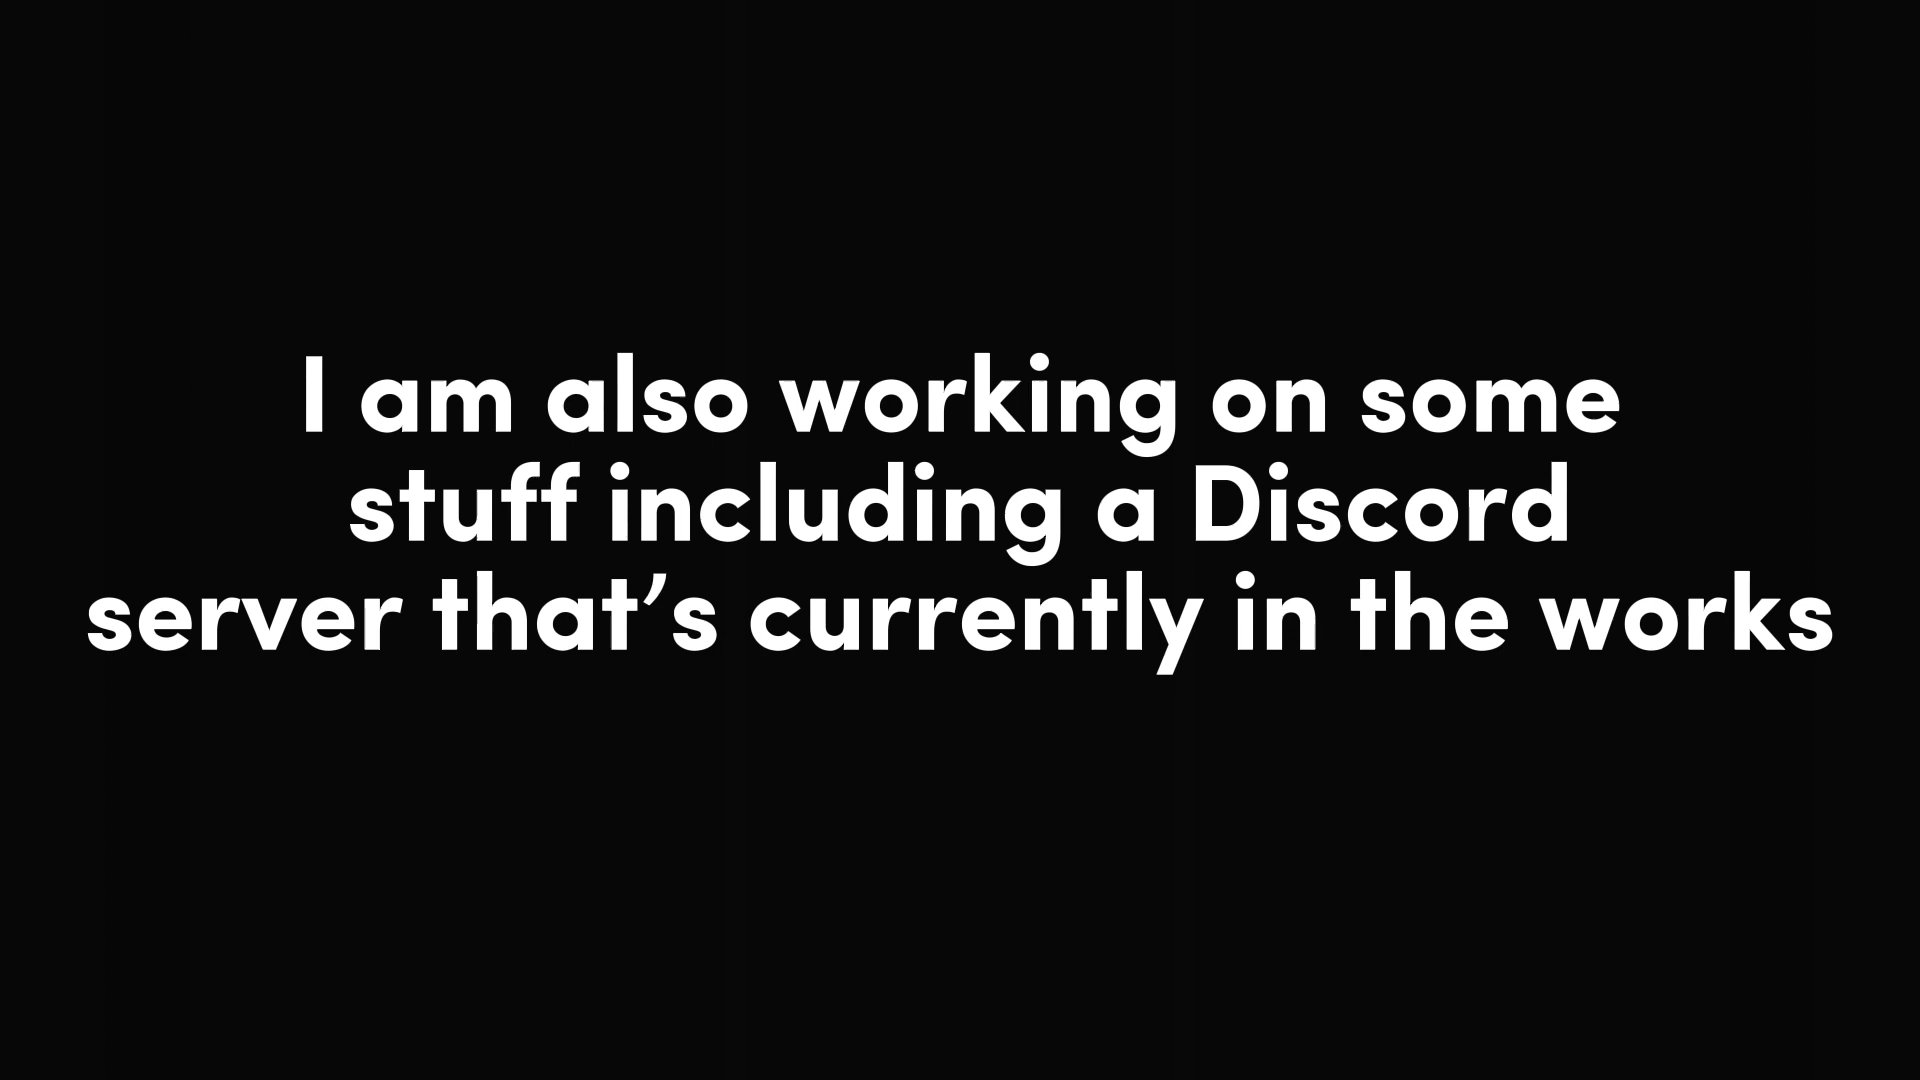 I am also working on some
stuff including a Discord
server that’s currently in the works